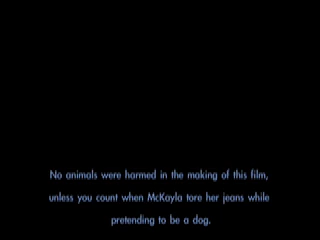 No animals were harmed in the making of this film,
unless you count when McKayla tore her jeans while
pretending to be a dog.